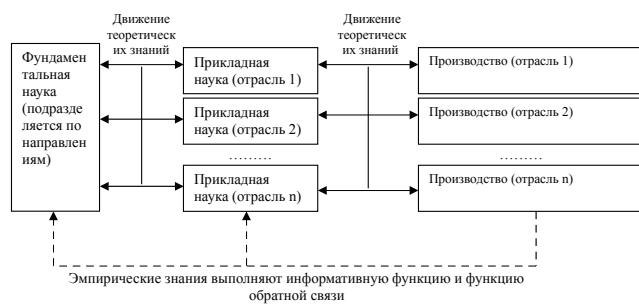 Движение
теоретическ
их знаний
Движение
теоретическ
их знаний
Фундамен
тальная
наука
(подразде
ляется по
направлен
иям)
Прикладная
наука (отрасль 1)
Производство (отрасль 1)
Прикладная
наука (отрасль 2)
Производство (отрасль 2)
………
……
Прикладная
наука (отрасль n)
Производство (отрасль n)
Эмпирические знания выполняют информативную функцию и функцию
обратной связи